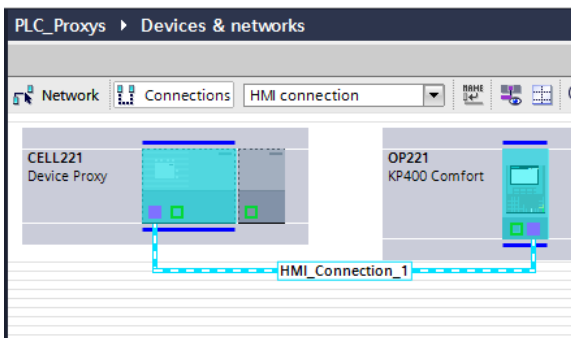 PLC_Proxys ▸ Devices & networks
Network Connections HMI connection
CELL221
Device Proxy
OP221
KP400 Comfort
HMI_Connection_1